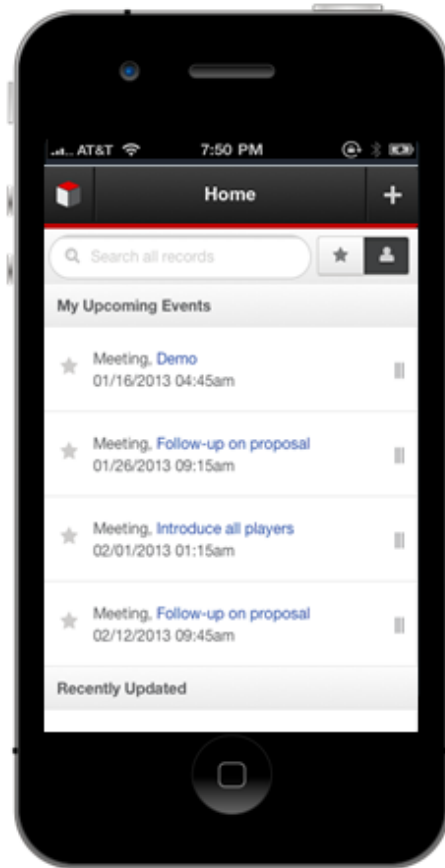 AT&T 7:50 PM
Home
Search all records
My Upcoming Events
Meeting, Demo
01/16/2013 04:45am
Meeting, Follow-up on proposal
01/26/2013 09:15am
Meeting, Introduce all players
02/01/2013 01:15am
Meeting, Follow-up on proposal
02/12/2013 09:45am
Recently Updated